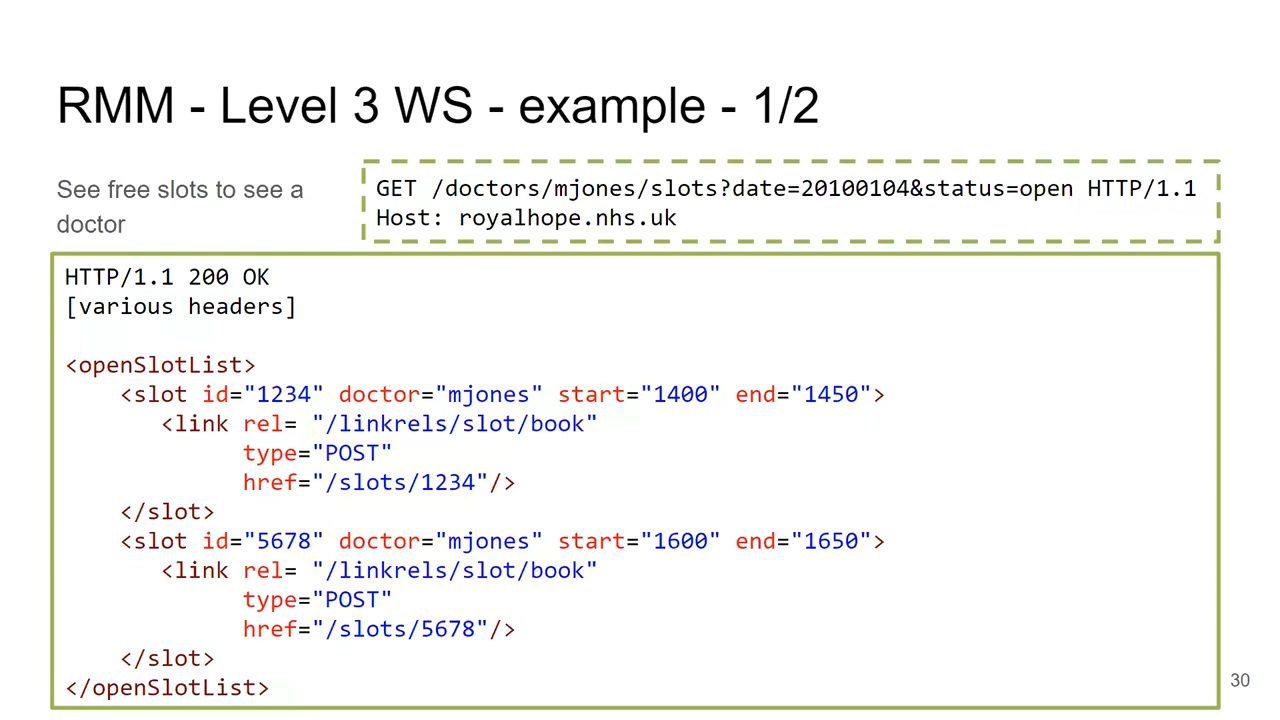 RMM - Level 3 WS - example - 1/2
See free slots to see a
doctor
GET /doctors/mjones/slots?date=20100104&status=open HTTP/1.1
Host: royalhope.nhs.uk
HTTP/1.1 200 OK
[various headers]
<openSlotList>
    <slot id="1234" doctor="mjones" start="1400" end="1450">
       <link rel= "/linkrels/slot/book"
             type="POST"
             href="/slots/1234"/>
    </slot>
    <slot id="5678" doctor="mjones" start="1600" end="1650">
       <link rel= "/linkrels/slot/book"
             type="POST"
             href="/slots/5678"/>
    </slot>
</openSlotList>
30